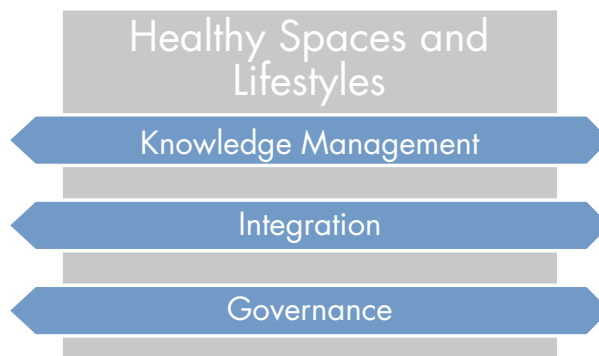 Healthy Spaces and
Lifestyles
Knowledge Management
Integration
Governance